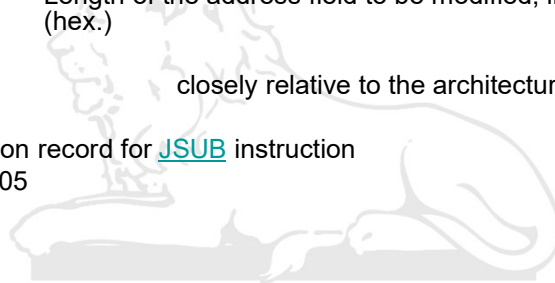 Length of the address field to be modified, i
(hex.)
closely relative to the architectur
on record for JSUB instruction
05